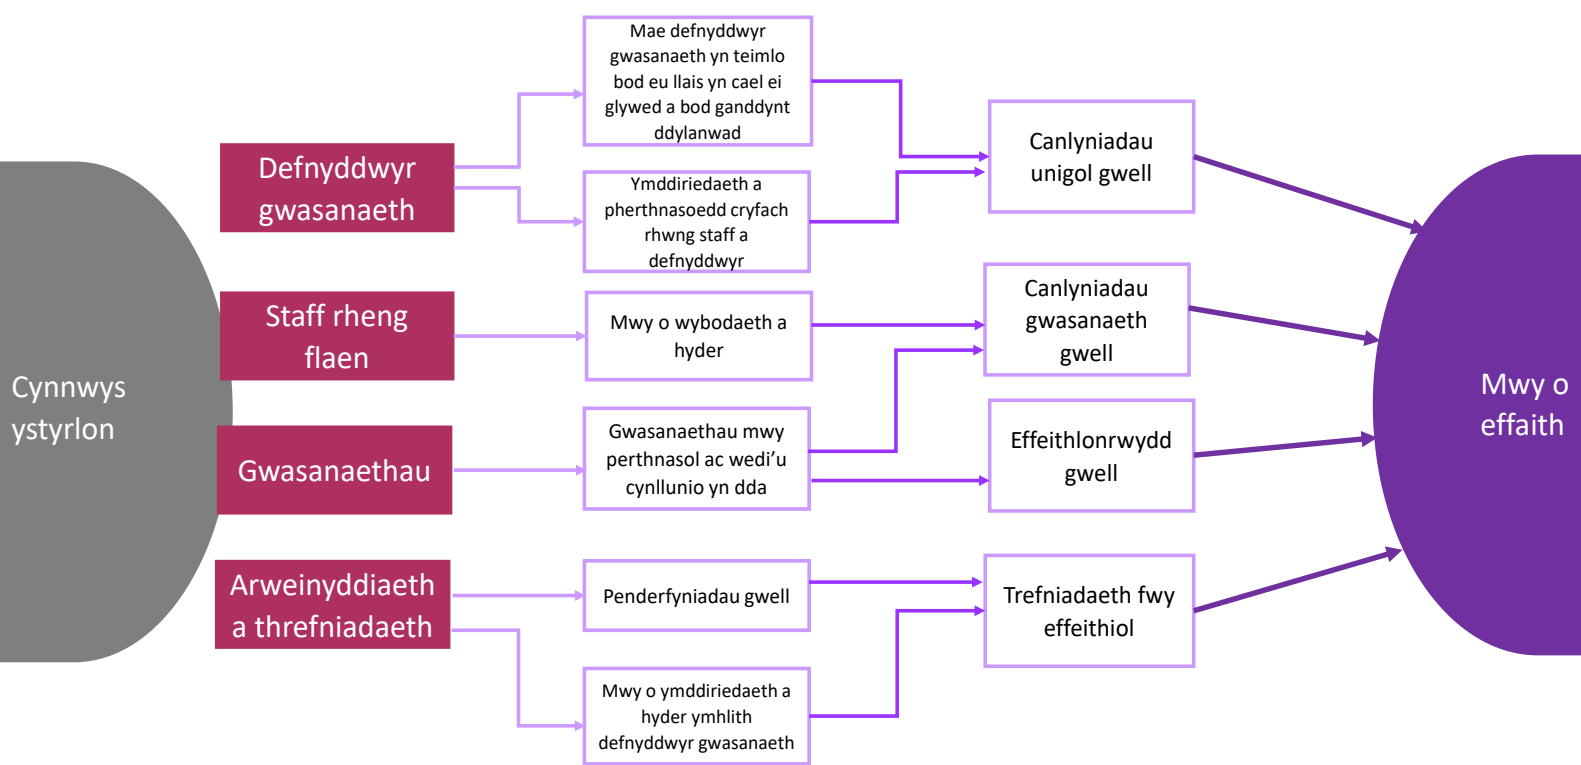 Cynnwys
ystyrlon
Defnyddwyr
gwasanaeth
Staff rheng
flaen
Gwasanaethau
Arweinyddiaeth
a threfniadaeth
Mae defnyddwyr
gwasanaeth yn teimlo
bod eu llais yn cael ei
glywed a bod ganddynt
ddylanwad
Ymddiriedaeth a
pherthnasoedd cryfach
rhwng staff a
defnyddwyr
Mwy o wybodaeth a
hyder
Gwasanaethau mwy
perthnasol ac wedi’u
cynllunio yn dda
Penderfyniadau gwell
Mwy o ymddiriedaeth a
hyder ymhlith
defnyddwyr gwasanaeth
Canlyniadau
unigol gwell
Canlyniadau
gwasanaeth
gwell
Effeithlonrwydd
gwell
Trefniadaeth fwy
effeithiol
Mwy o
effaith